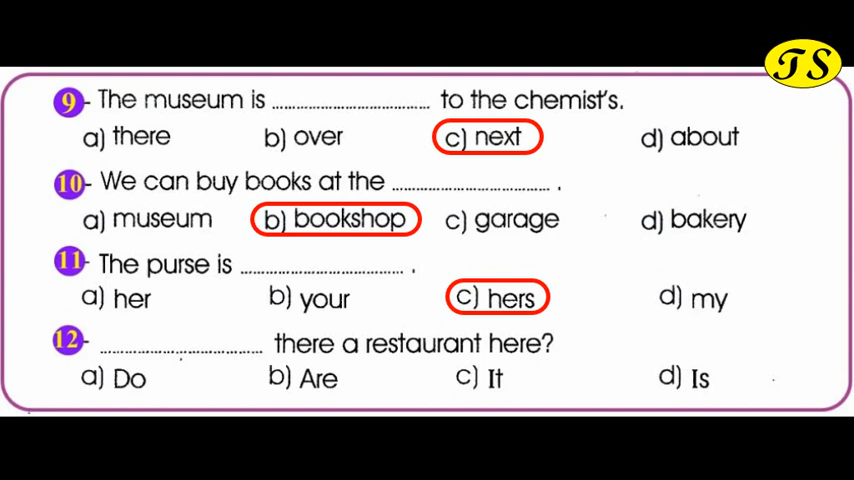 TS
9- The museum is .................................... to the chemist's.
a) there b) over c) next d) about
10- We can buy books at the .................................... .
a) museum b) bookshop c) garage d) bakery
11- The purse is .................................... .
a) her b) your c) hers d) my
12- .................................... there a restaurant here?
a) Do b) Are c) It d) Is